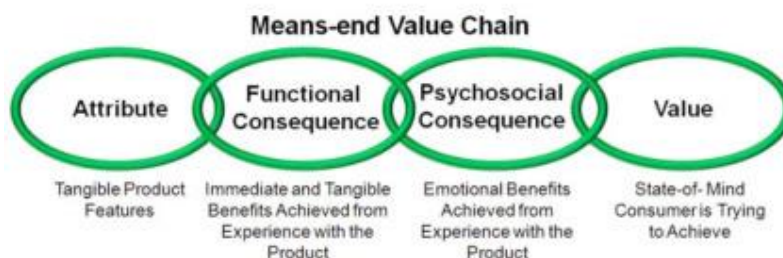 Means-end Value Chain
Attribute
Functional
Consequence
Psychosocial
Consequence
Value
Tangible Product
Features
Immediate and Tangible
Benefits Achieved from
Experience with the
Product
Emotional Benefits
Achieved from
Experience with the
Product
State-of- Mind
Consumer is Trying
to Achieve